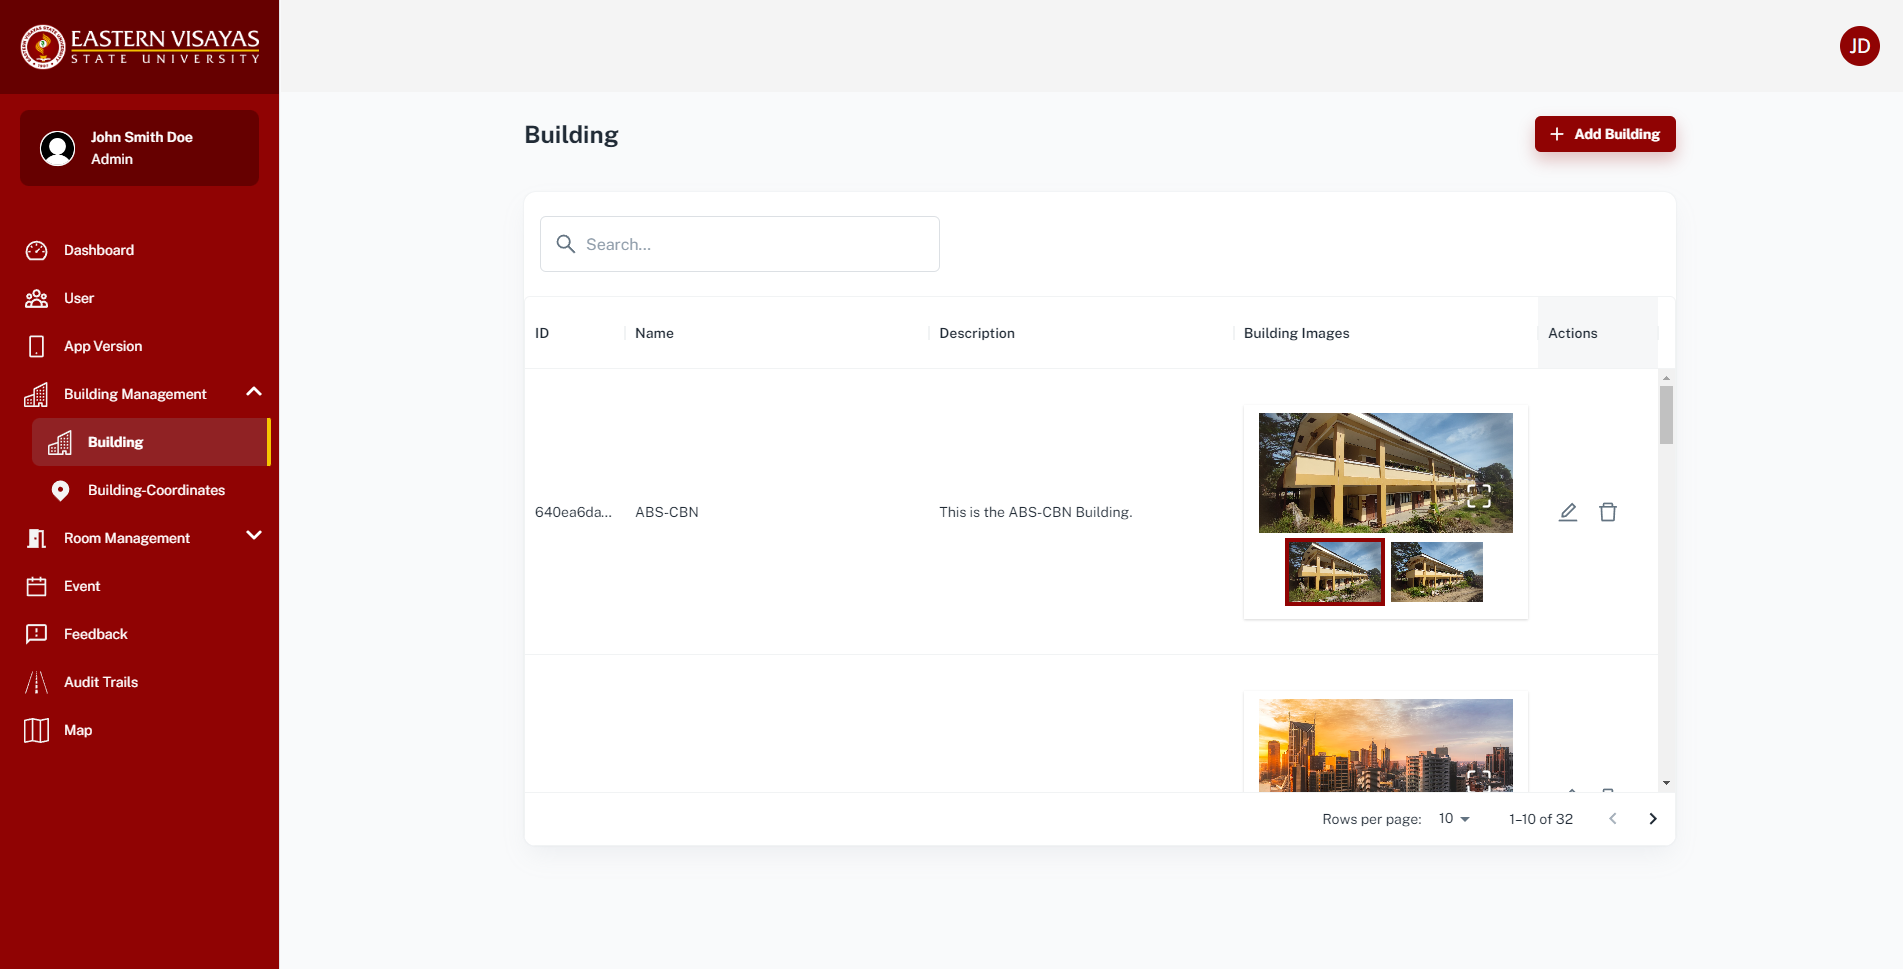 EASTERN VISAYAS
STATE UNIVERSITY
JD
John Smith Doe
Admin
Dashboard
User
App Version
Building Management
Building
Building-Coordinates
Room Management
Event
Feedback
Audit Trails
Map
Building
Add Building
Search...
ID Name Description Building Images Actions
640ea6da... ABS-CBN This is the ABS-CBN Building.
Rows per page: 10 1–10 of 32